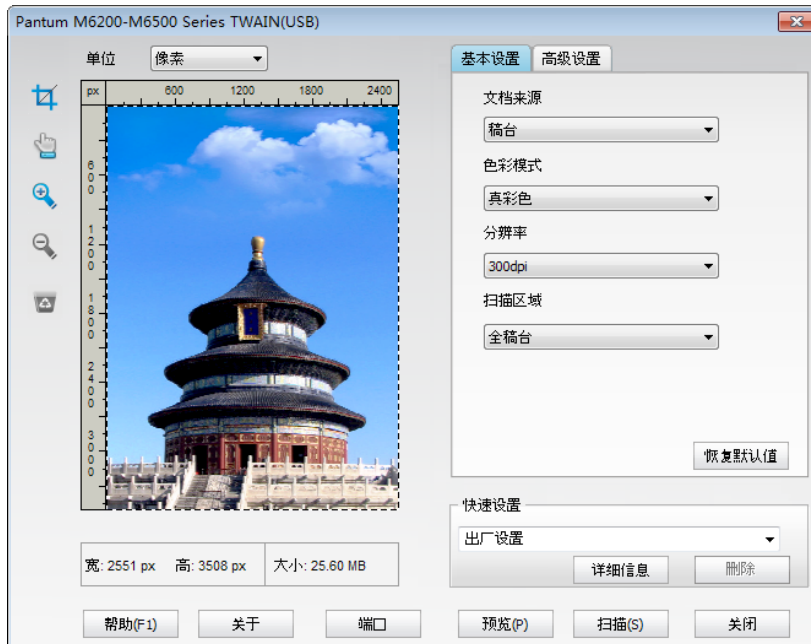 Pantum M6200-M6500 Series TWAIN(USB)
单位 像素
基本设置 高级设置
px 600 1200 1800 2400
600
1200
1800
2400
3000
文档来源
稿台
色彩模式
真彩色
分辨率
300dpi
扫描区域
全稿台
恢复默认值
快速设置
出厂设置
详细信息 删除
宽: 2551 px 高: 3508 px 大小: 25.60 MB
帮助(F1) 关于 端口 预览(P) 扫描(S) 关闭